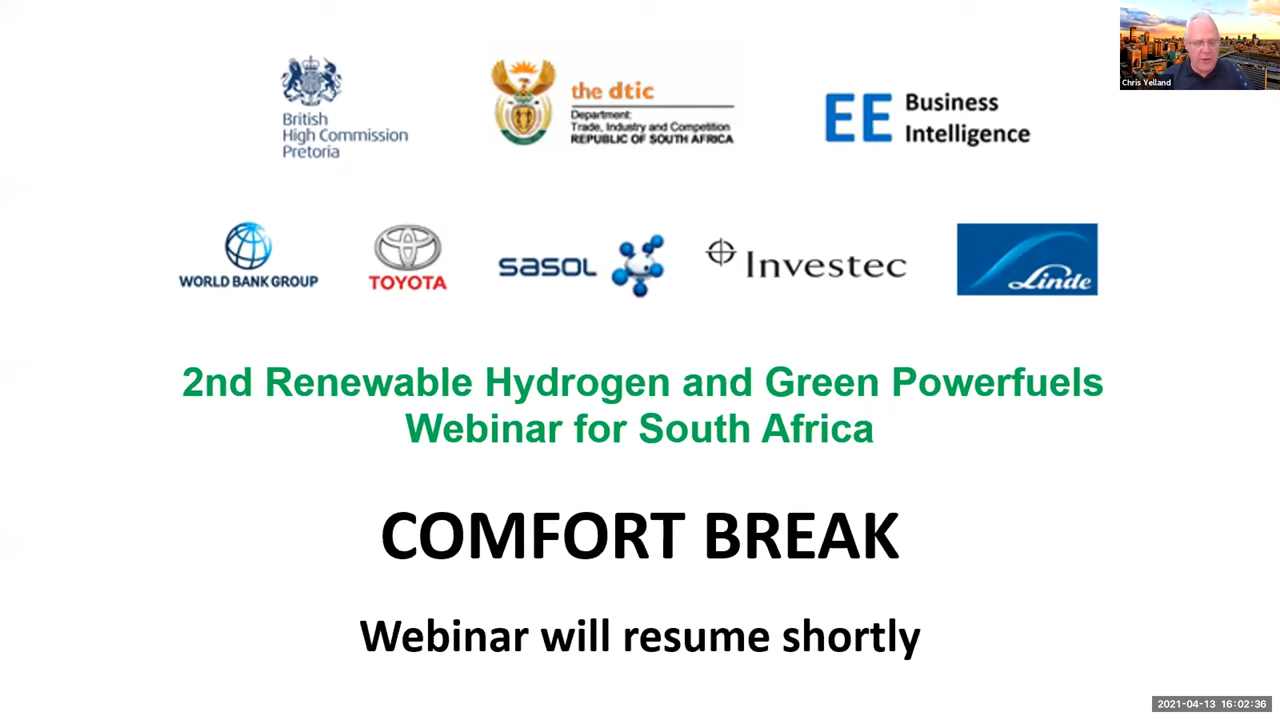 British
High Commission
Pretoria
the dtic
Department:
Trade, Industry and Competition
REPUBLIC OF SOUTH AFRICA
EE Business
Intelligence
Chris Yelland
WORLD BANK GROUP
TOYOTA
sasol
Investec
Linde
2nd Renewable Hydrogen and Green Powerfuels
Webinar for South Africa
COMFORT BREAK
Webinar will resume shortly
2021-04-13 16:02:36